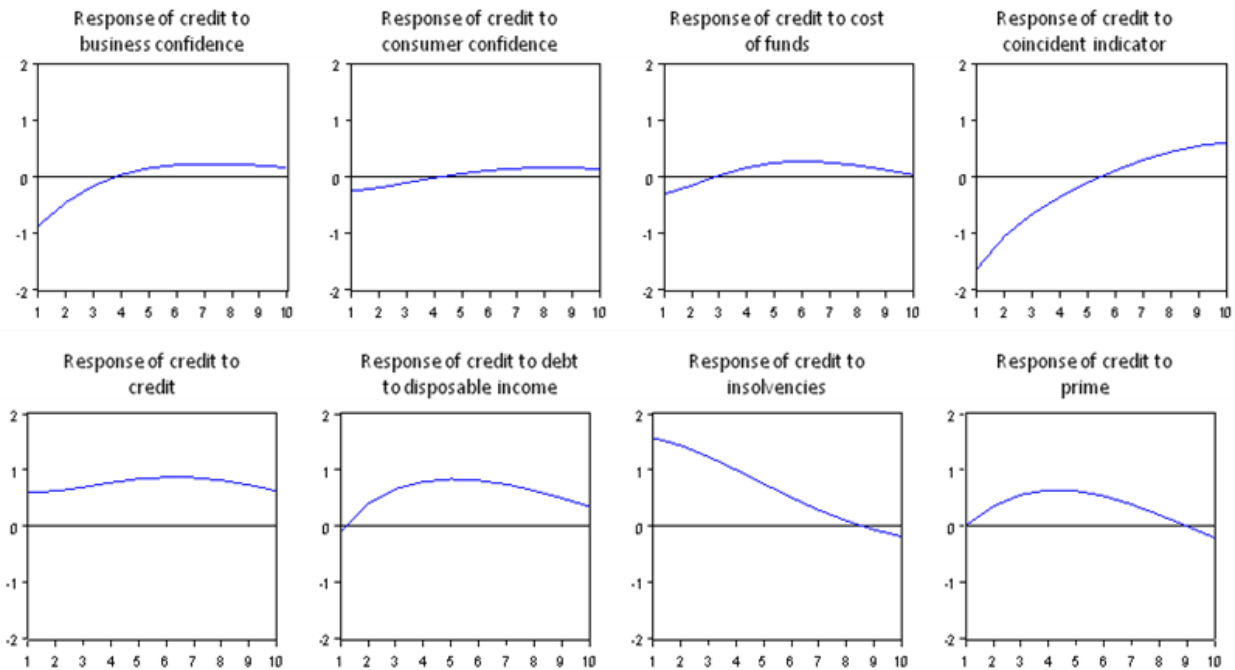 Response of credit to
business confidence
2
1
0
-1
-2
1 2 3 4 5 6 7 8 9 10
Response of credit to
consumer confidence
2
1
0
-1
-2
1 2 3 4 5 6 7 8 9 10
Response of credit to cost
of funds
2
1
0
-1
-2
1 2 3 4 5 6 7 8 9 10
Response of credit to
coincident indicator
2
1
0
-1
-2
1 2 3 4 5 6 7 8 9 10
Response of credit to
credit
2
1
0
-1
-2
1 2 3 4 5 6 7 8 9 10
Response of credit to debt
to disposable income
2
1
0
-1
-2
1 2 3 4 5 6 7 8 9 10
Response of credit to
insolvencies
2
1
0
-1
-2
1 2 3 4 5 6 7 8 9 10
Response of credit to
prime
2
1
0
-1
-2
1 2 3 4 5 6 7 8 9 10